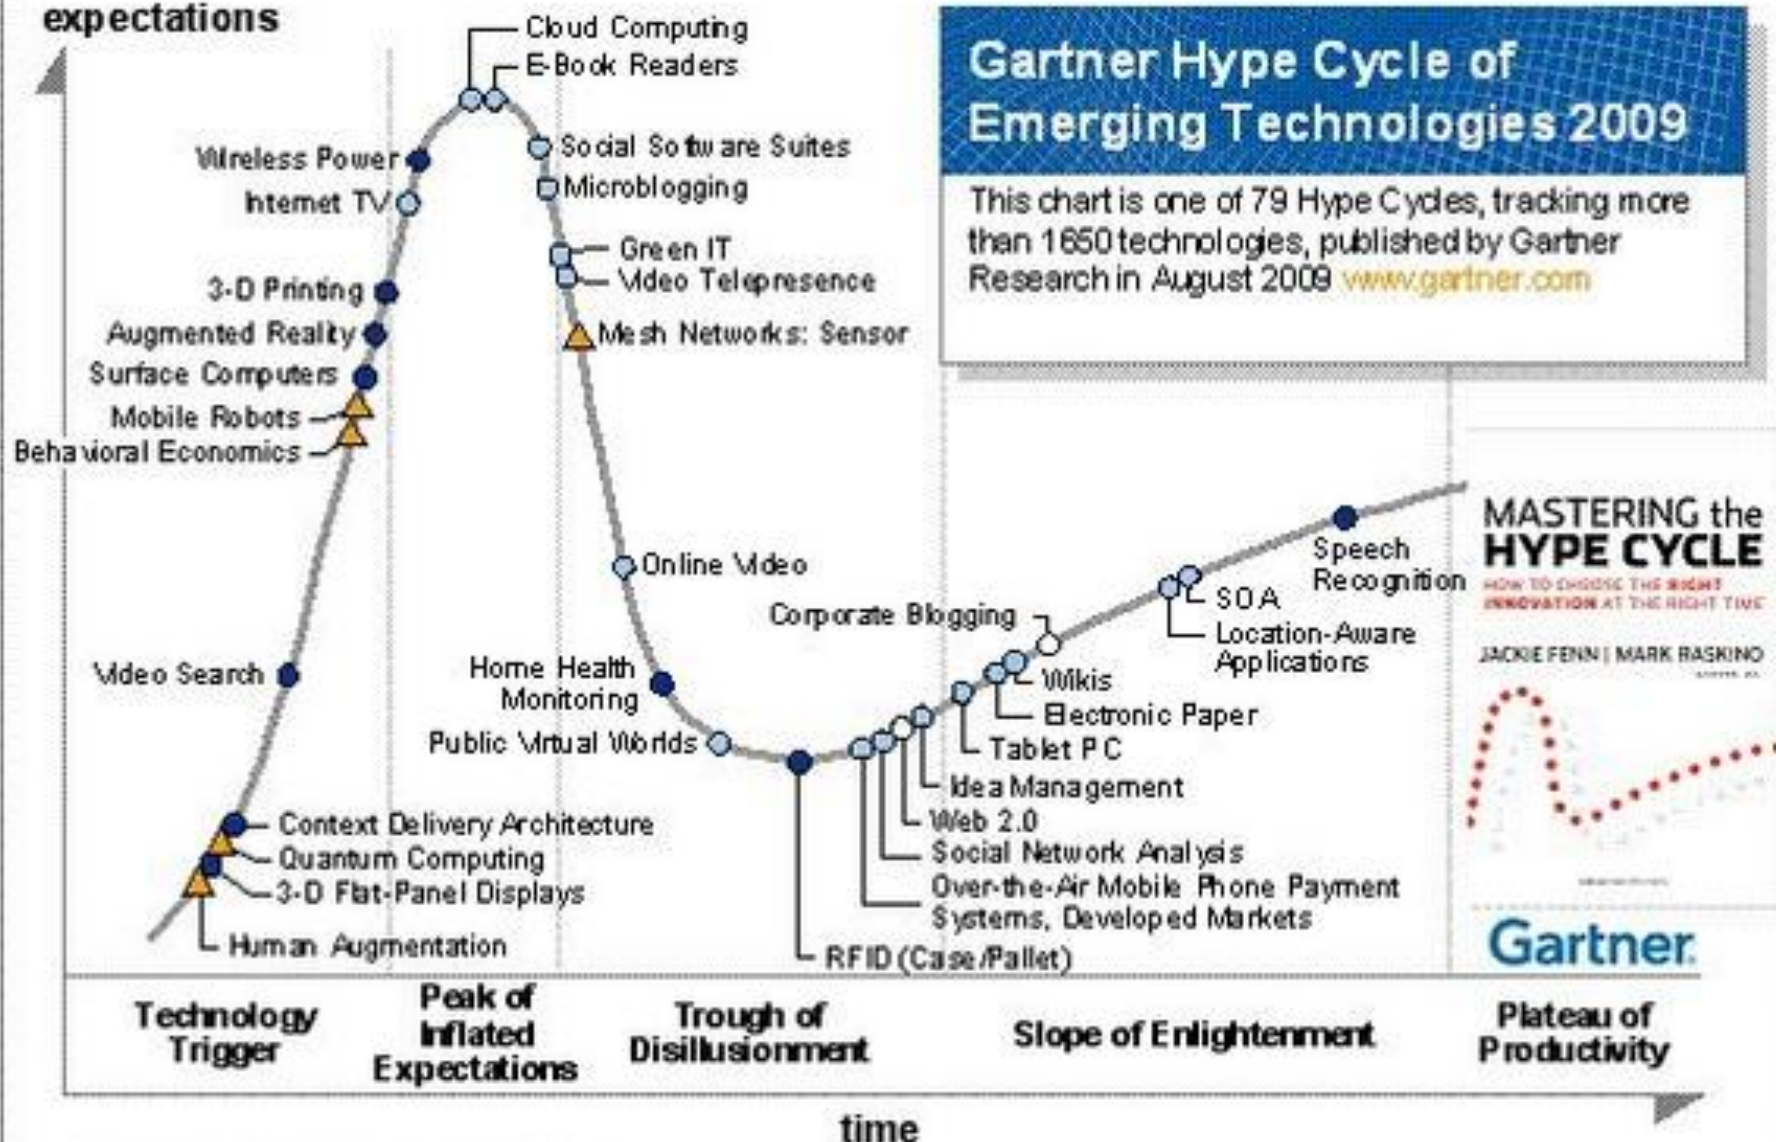 expectations
Cloud Computing
E-Book Readers
Gartner Hype Cycle of
Emerging Technologies 2009
This chart is one of 79 Hype Cycles, tracking more
than 1650 technologies, published by Gartner
Research in August 2009 www.gartner.com
Wireless Power
Internet TV
3-D Printing
Augmented Reality
Surface Computers
Mobile Robots
Behavioral Economics
Social Software Suites
Microblogging
Green IT
Video Telepresence
Mesh Networks: Sensor
Online Video
Video Search
Home Health
Monitoring
Public Virtual Worlds
Context Delivery Architecture
Quantum Computing
3-D Flat-Panel Displays
Human Augmentation
Corporate Blogging
Speech
Recognition
SOA
Location-Aware
Applications
Wikis
Electronic Paper
Tablet PC
Idea Management
Web 2.0
Social Network Analysis
Over-the-Air Mobile Phone Payment
Systems, Developed Markets
RFID (Case/Pallet)
MASTERING the
HYPE CYCLE
HOW TO CHOOSE THE RIGHT
INNOVATION AT THE RIGHT TIME
JACKIE FENN | MARK RASKINO
Gartner.
Technology
Trigger
Peak of
Inflated
Expectations
Trough of
Disillusionment
Slope of Enlightenment
Plateau of
Productivity
time